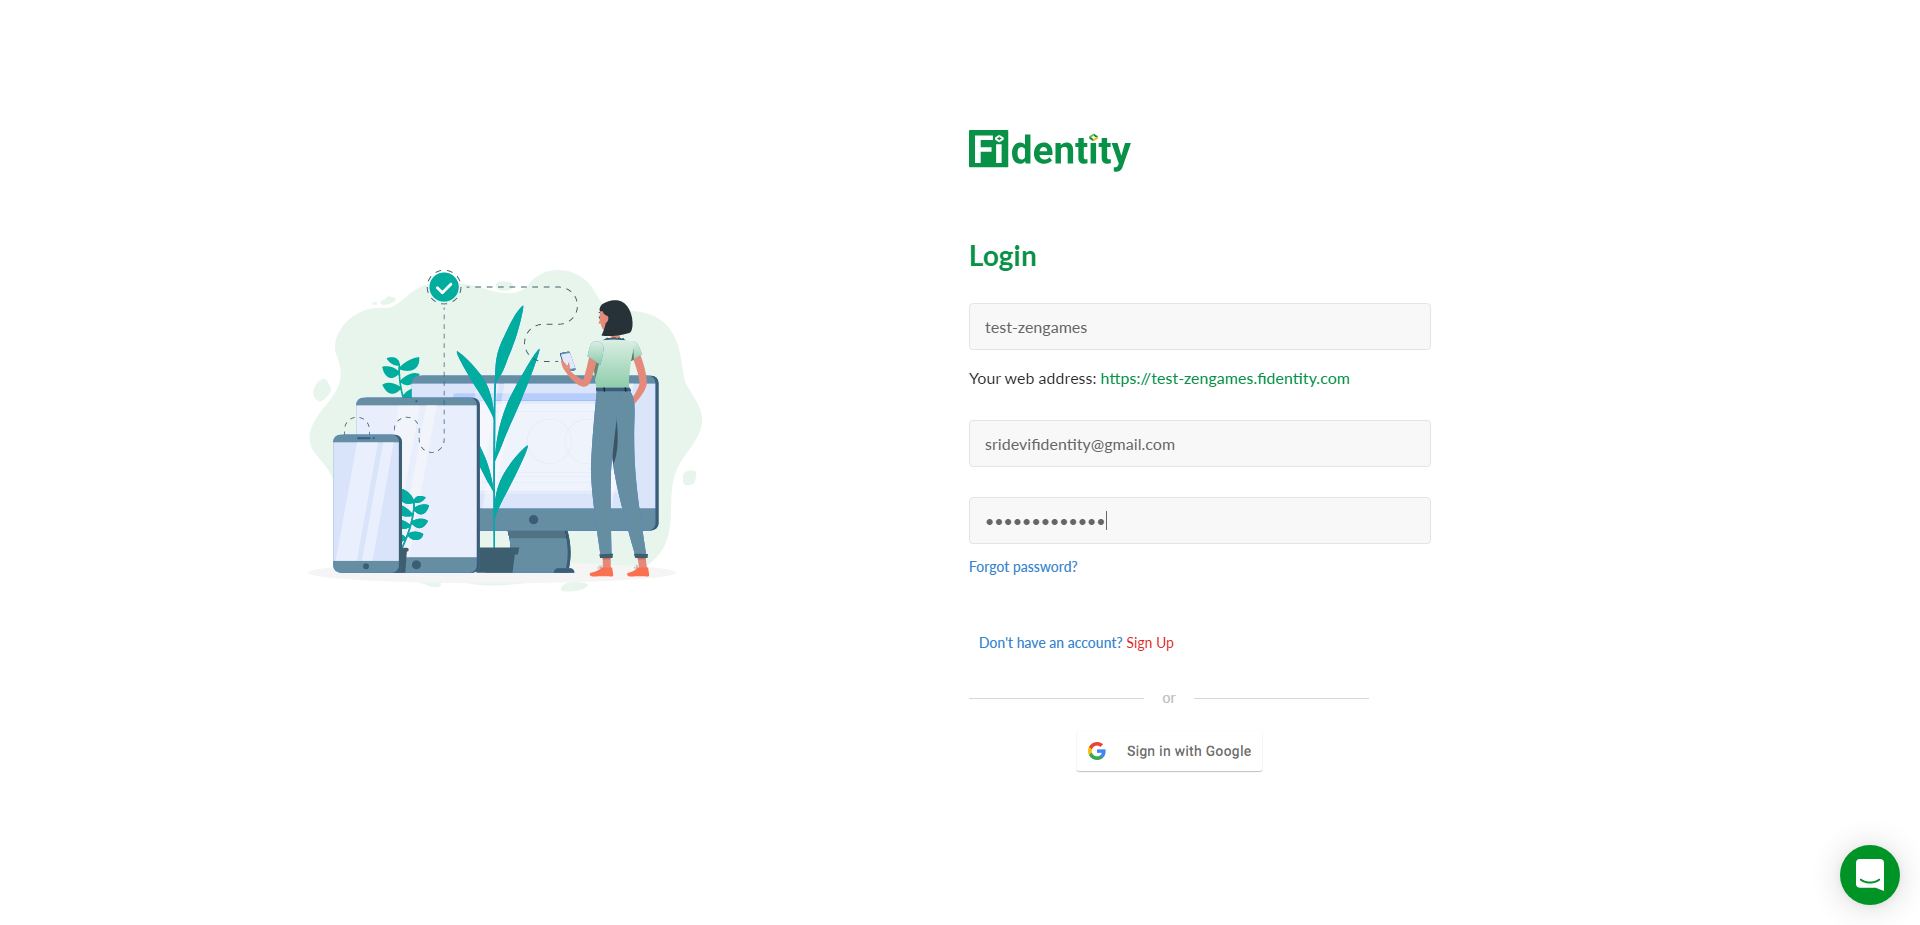 Fidentity
Login
test-zengames
Your web address: https://test-zengames.fidentity.com
sridevifidentity@gmail.com
•••••••••••••
Forgot password?
Don't have an account? Sign Up
or
Sign in with Google